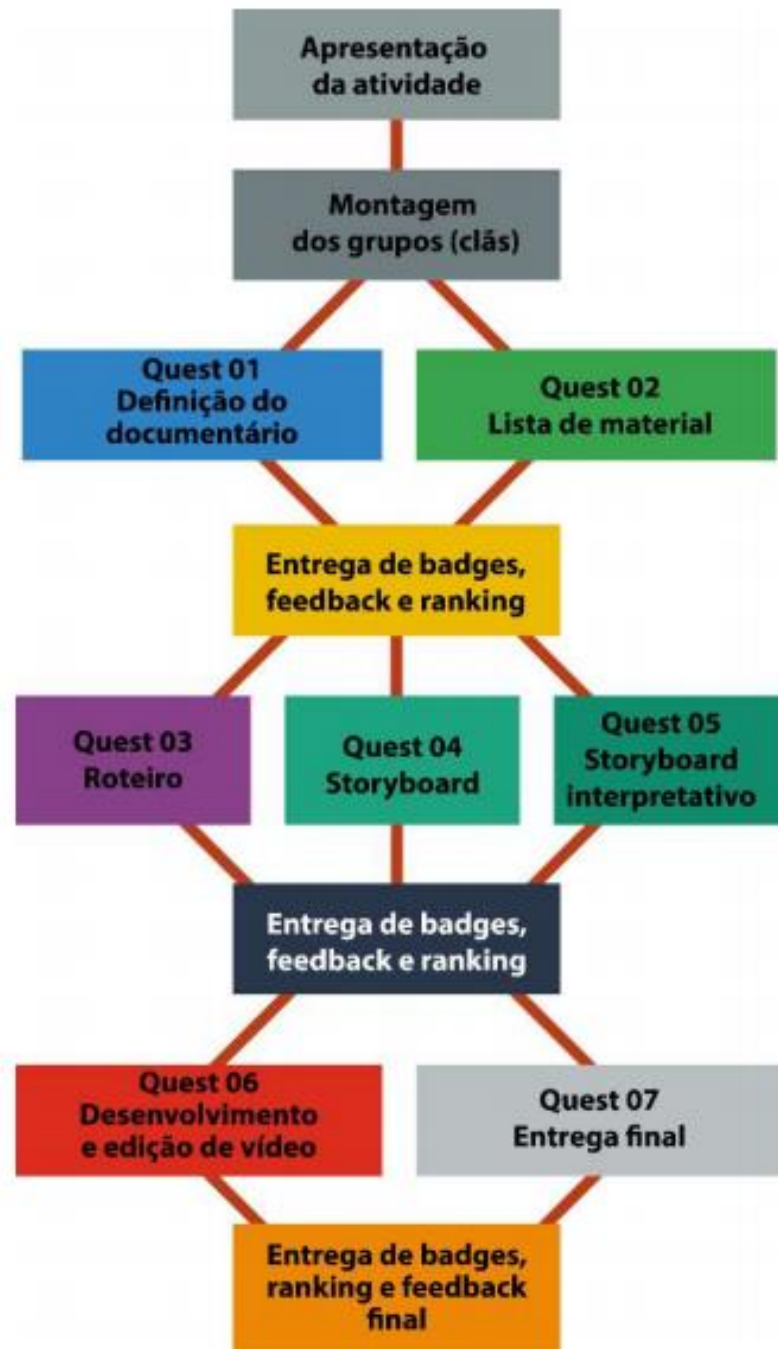 Apresentação
da atividade
Montagem
dos grupos (clãs)
Quest 01
Definição do
documentário
Quest 02
Lista de material
Entrega de badges,
feedback e ranking
Quest 03
Roteiro
Quest 04
Storyboard
Quest 05
Storyboard
interpretativo
Entrega de badges,
feedback e ranking
Quest 06
Desenvolvimento
e edição de vídeo
Quest 07
Entrega final
Entrega de badges,
ranking e feedback
final